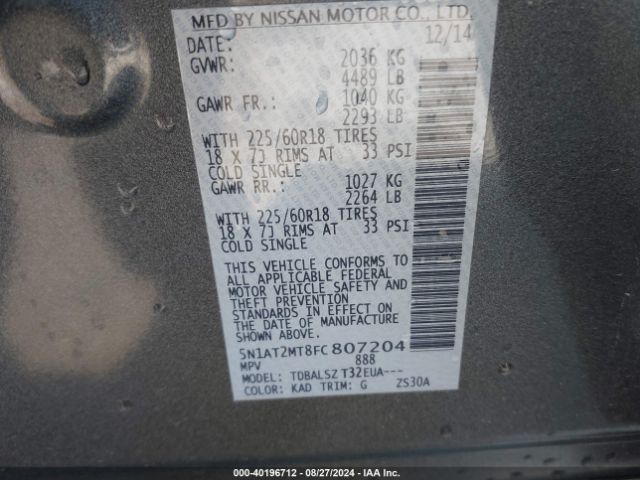 MFD BY NISSAN MOTOR CO., LTD.
DATE: 12/14
GVWR: 2036 KG
4489 LB
GAWR FR.: 1040 KG
2293 LB
WITH 225/60R18 TIRES
18 X 7J RIMS AT 33 PSI
COLD SINGLE
GAWR RR.: 1027 KG
2264 LB
WITH 225/60R18 TIRES
18 X 7J RIMS AT 33 PSI
COLD SINGLE
THIS VEHICLE CONFORMS TO
ALL APPLICABLE FEDERAL
MOTOR VEHICLE SAFETY AND
THEFT PREVENTION
STANDARDS IN EFFECT ON
THE DATE OF MANUFACTURE
SHOWN ABOVE.
5N1AT2MT8FC807204
MPV 888
MODEL: TDBALSZ T32EUA---
COLOR: KAD TRIM: G ZS30A
000-40196712 - 08/27/2024 - IAA Inc.